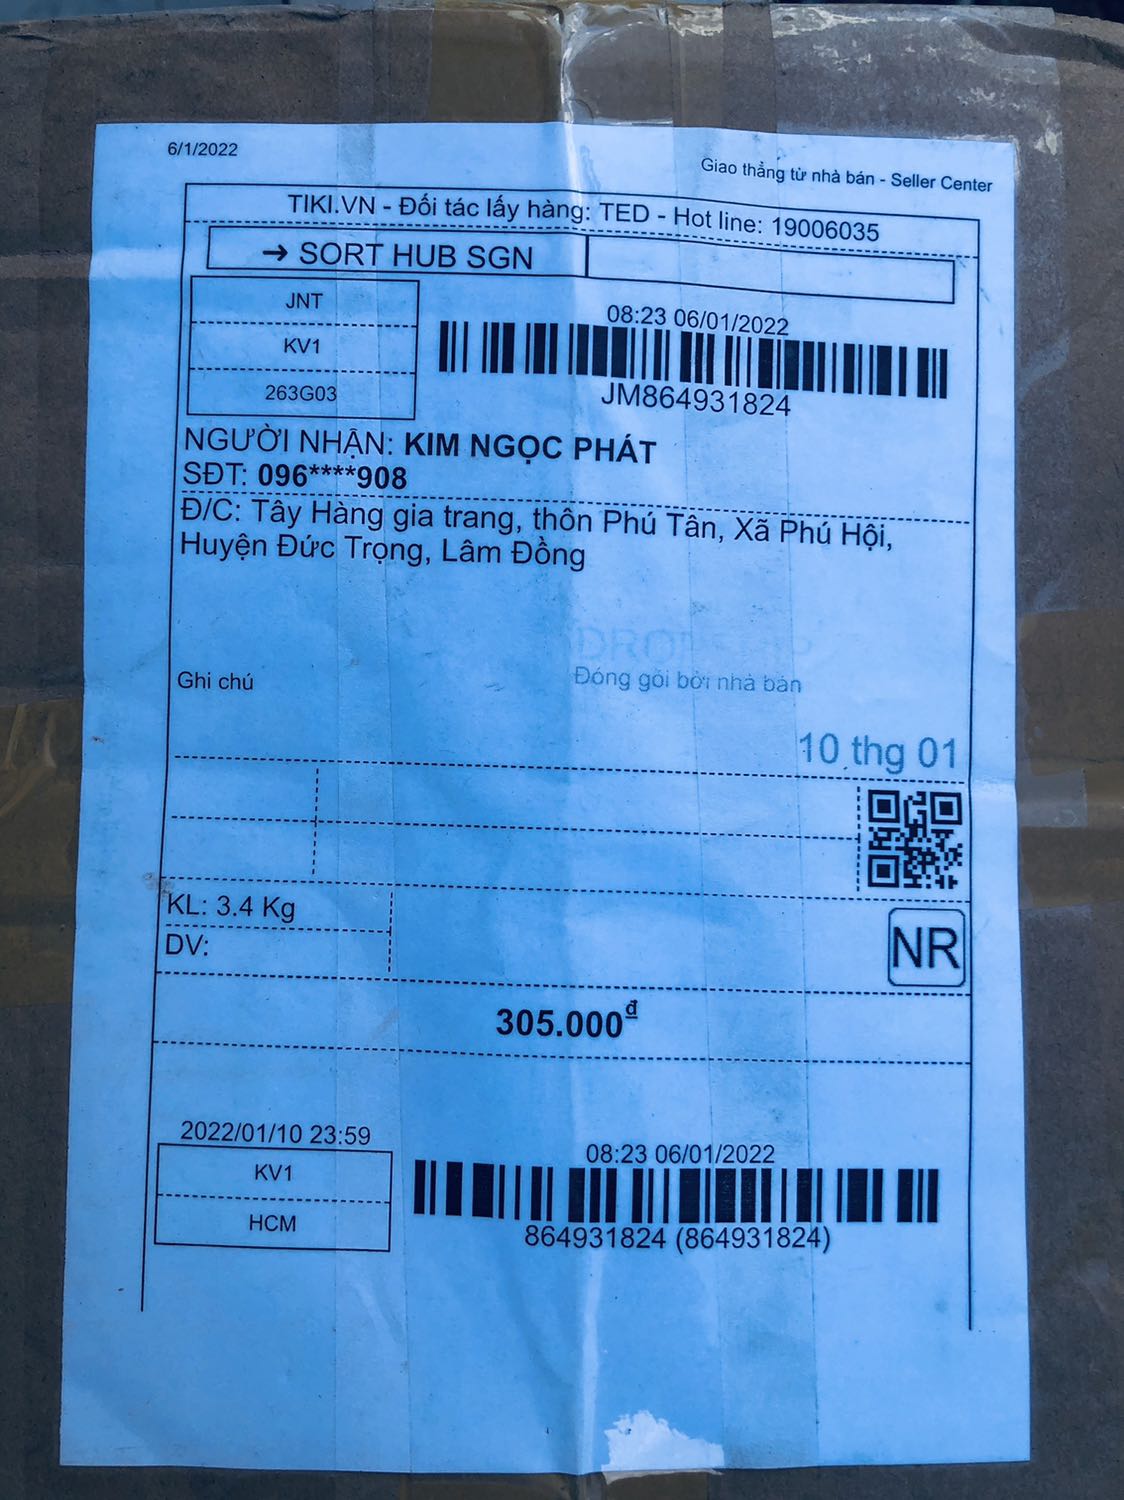 6/1/2022
Giao thẳng từ nhà bán - Seller Center
TIKI.VN - Đối tác lấy hàng: TED - Hot line: 19006035
→ SORT HUB SGN
JNT
KV1
263G03
08:23 06/01/2022
JM864931824
NGƯỜI NHẬN: KIM NGỌC PHÁT
SĐT: 096****908
Đ/C: Tây Hàng gia trang, thôn Phú Tân, Xã Phú Hội,
Huyện Đức Trọng, Lâm Đồng
Ghi chú
Đóng gói bởi nhà bán
10 thg 01
KL: 3.4 Kg
DV:
NR
305.000đ
2022/01/10 23:59
KV1
HCM
08:23 06/01/2022
864931824 (864931824)